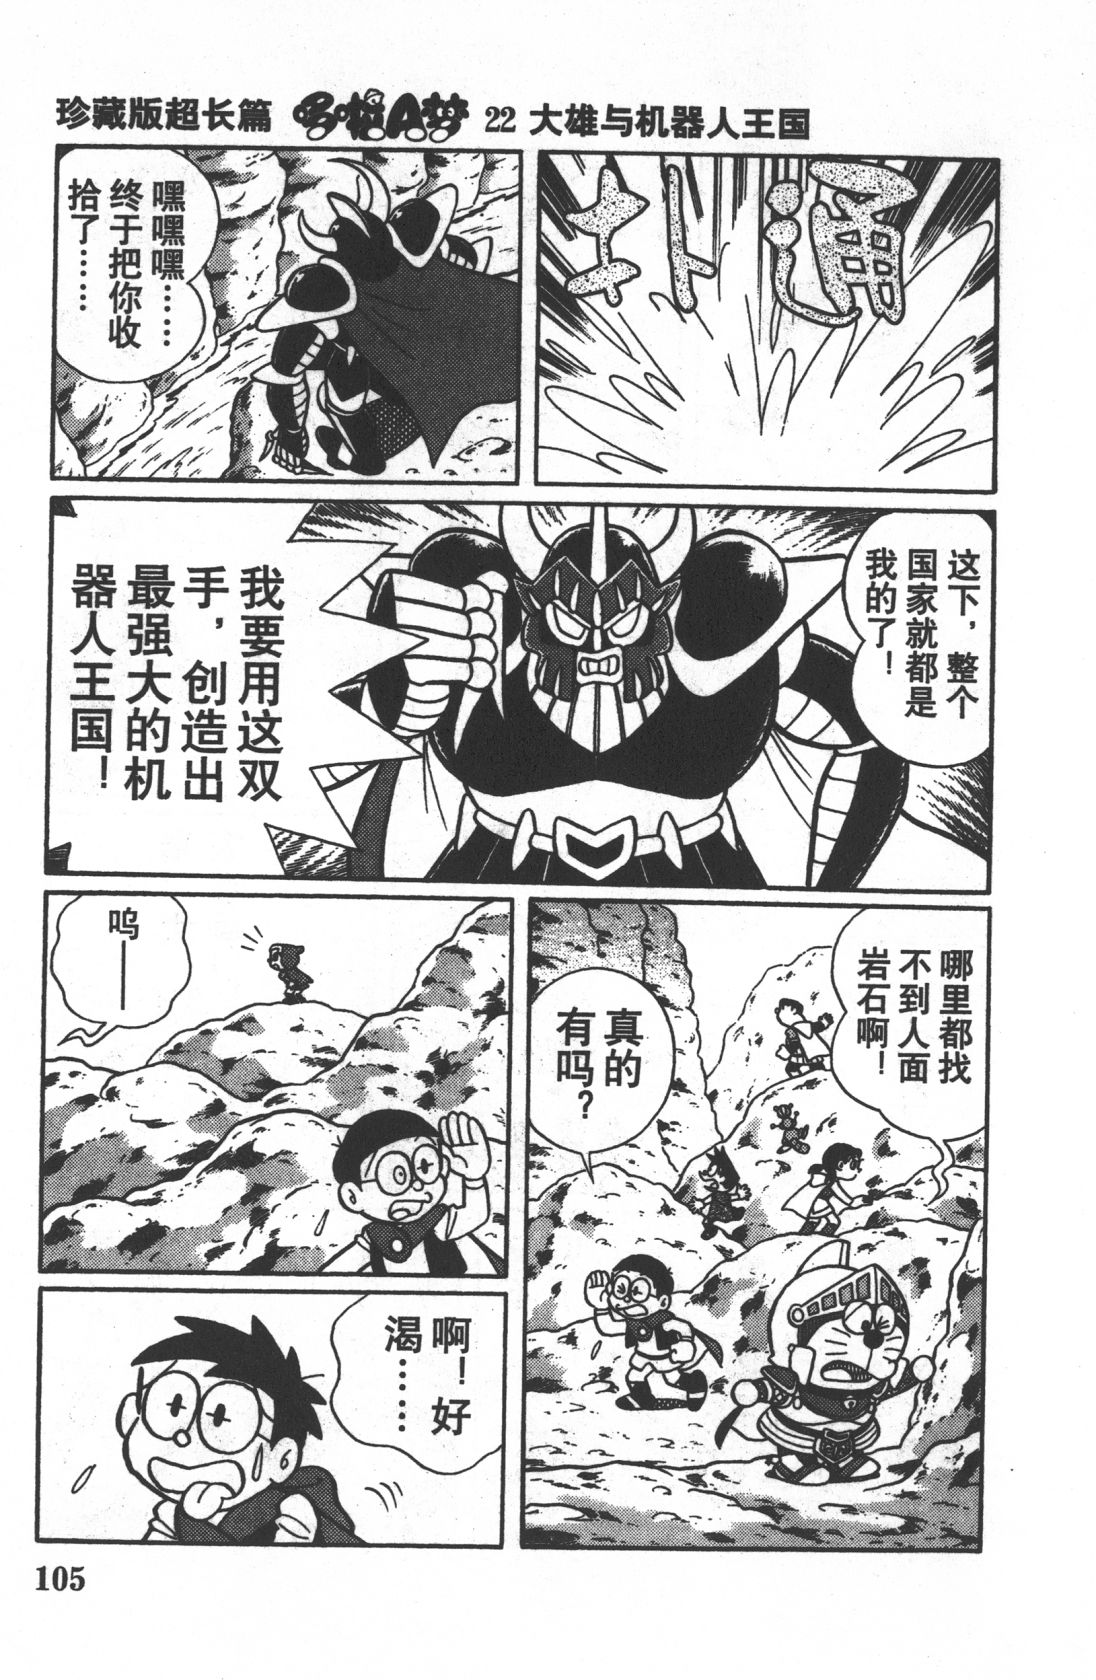 珍藏版超长篇 哆啦A梦 22 大雄与机器人王国
扑通
嘿嘿嘿……
终于把你收
拾了……
这下，整个
国家就都是
我的了！
我要用这双
手，创造出
最强大的机
器人王国！
哪里都找
不到人面
岩石啊！
真的
有吗？
呜——
啊！好
渴……
105